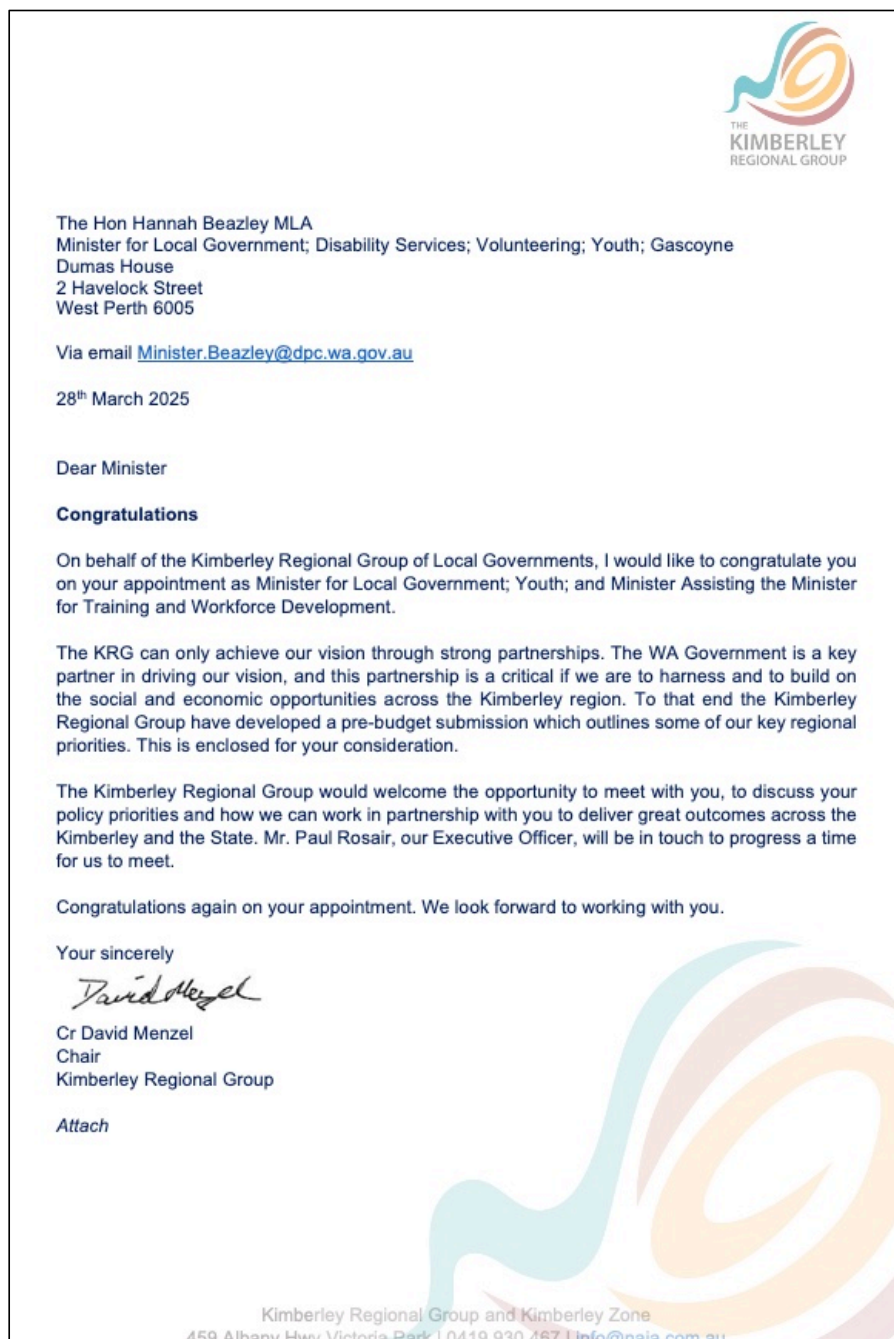 THE
KIMBERLEY
REGIONAL GROUP
The Hon Hannah Beazley MLA
Minister for Local Government; Disability Services; Volunteering; Youth; Gascoyne
Dumas House
2 Havelock Street
West Perth 6005
Via email Minister.Beazley@dpc.wa.gov.au
28th March 2025
Dear Minister
Congratulations
On behalf of the Kimberley Regional Group of Local Governments, I would like to congratulate you
on your appointment as Minister for Local Government; Youth; and Minister Assisting the Minister
for Training and Workforce Development.
The KRG can only achieve our vision through strong partnerships. The WA Government is a key
partner in driving our vision, and this partnership is a critical if we are to harness and to build on
the social and economic opportunities across the Kimberley region. To that end the Kimberley
Regional Group have developed a pre-budget submission which outlines some of our key regional
priorities. This is enclosed for your consideration.
The Kimberley Regional Group would welcome the opportunity to meet with you, to discuss your
policy priorities and how we can work in partnership with you to deliver great outcomes across the
Kimberley and the State. Mr. Paul Rosair, our Executive Officer, will be in touch to progress a time
for us to meet.
Congratulations again on your appointment. We look forward to working with you.
Your sincerely
David Menzel
Cr David Menzel
Chair
Kimberley Regional Group
Attach
Kimberley Regional Group and Kimberley Zone
459 Albany Hwy Victoria Park | 0419 930 467 | info@naja.com.au